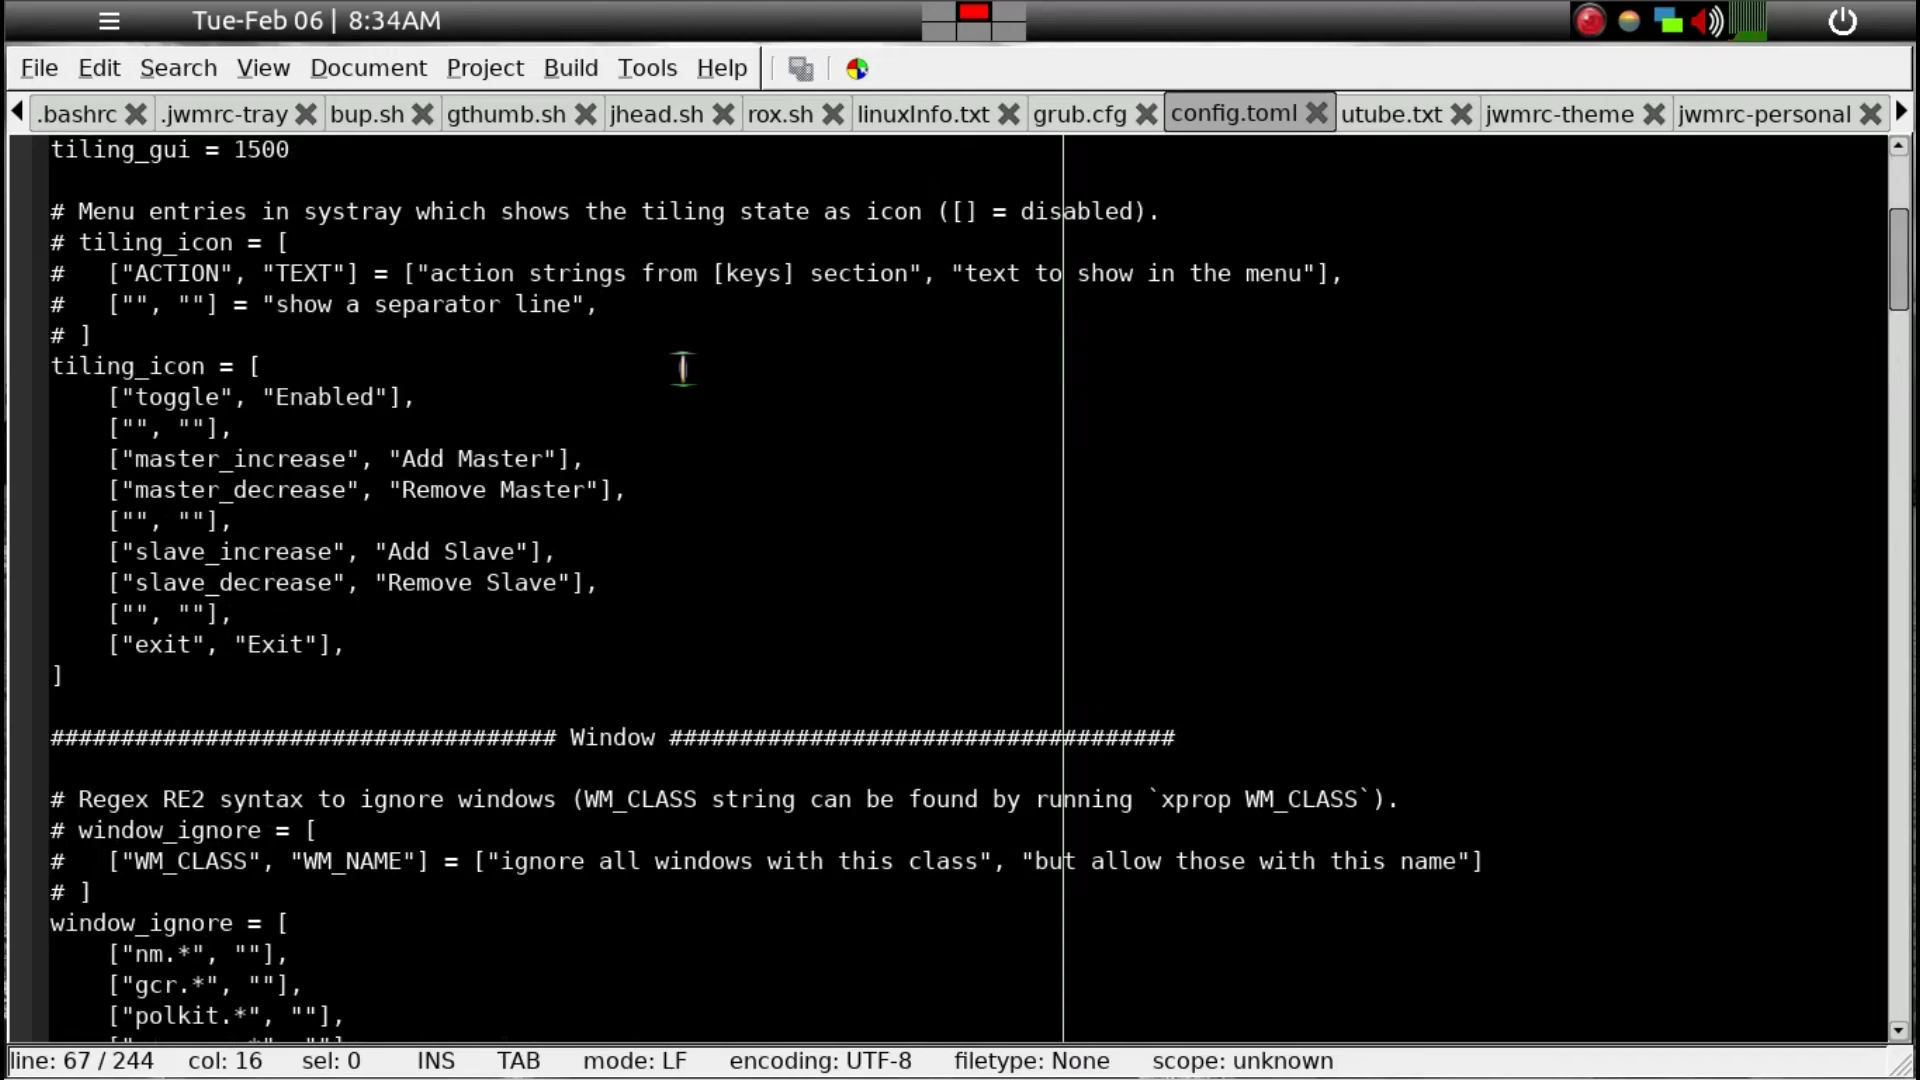 Tue-Feb 06 | 8:34AM
File Edit Search View Document Project Build Tools Help
.bashrc .jwmrc-tray bup.sh gthumb.sh jhead.sh rox.sh linuxInfo.txt grub.cfg config.toml utube.txt jwmrc-theme jwmrc-personal
tiling_gui = 1500
# Menu entries in systray which shows the tiling state as icon ([] = disabled).
# tiling_icon = [
#   ["ACTION", "TEXT"] = ["action strings from [keys] section", "text to show in the menu"],
#   ["", ""] = "show a separator line",
# ]
tiling_icon = [
    ["toggle", "Enabled"],
    ["", ""],
    ["master_increase", "Add Master"],
    ["master_decrease", "Remove Master"],
    ["", ""],
    ["slave_increase", "Add Slave"],
    ["slave_decrease", "Remove Slave"],
    ["", ""],
    ["exit", "Exit"],
]
#################################### Window ####################################
# Regex RE2 syntax to ignore windows (WM_CLASS string can be found by running `xprop WM_CLASS`).
# window_ignore = [
#   ["WM_CLASS", "WM_NAME"] = ["ignore all windows with this class", "but allow those with this name"]
# ]
window_ignore = [
    ["nm.*", ""],
    ["gcr.*", ""],
    ["polkit.*", ""],
line: 67 / 244 col: 16 sel: 0 INS TAB mode: LF encoding: UTF-8 filetype: None scope: unknown